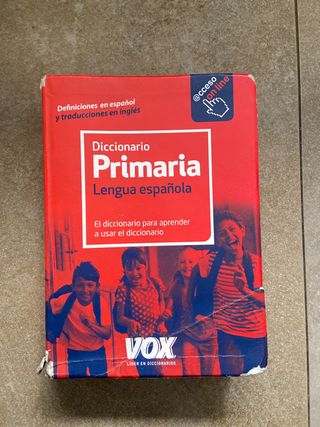 Definiciones en español
y traducciones en inglés
@cceso
on line
Diccionario
Primaria
Lengua española
El diccionario para aprender
a usar el diccionario
VOX
LÍDER EN DICCIONARIOS